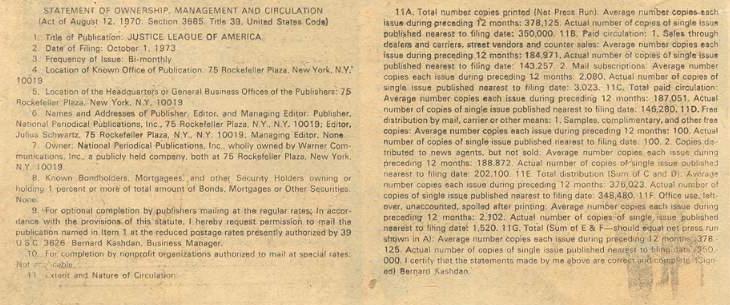 STATEMENT OF OWNERSHIP, MANAGEMENT AND CIRCULATION
(Act of August 12, 1970: Section 3685. Title 39. United States Code)
1. Title of Publication: JUSTICE LEAGUE OF AMERICA.
2. Date of Filing: October 1, 1973
3. Frequency of Issue: Bi-monthly
4. Location of Known Office of Publication: 75 Rockefeller Plaza, New York, N.Y.
10019
5. Location of the Headquarters or General Business Offices of the Publishers: 75
Rockefeller Plaza, New York, N.Y. 10019
6. Names and Addresses of Publisher, Editor, and Managing Editor: Publisher,
National Periodical Publications, Inc., 75 Rockefeller Plaza, N.Y., N.Y. 10019; Editor,
Julius Schwartz, 75 Rockefeller Plaza, N.Y., N.Y. 10019; Managing Editor, None
7. Owner: National Periodical Publications, Inc., wholly owned by Warner Com-
munications, Inc., a publicly held company, both at 75 Rockefeller Plaza, New York,
N.Y. 10019
8. Known Bondholders, Mortgagees, and other Security Holders owning or
holding 1 percent or more of total amount of Bonds, Mortgages or Other Securities:
None.
9. For optional completion by publishers mailing at the regular rates; In accor-
dance with the provisions of this statute, I hereby request permission to mail the
publication named in Item 1 at the reduced postage rates presently authorized by 39
U.S.C. 3626 Bernard Kashdan, Business Manager.
10. For completion by nonprofit organizations authorized to mail at special rates:
Not
11. Extent and Nature of Circulation:
11A. Total number copies printed (Net Press Run). Average number copies each
issue during preceding 12 months: 378,125. Actual number of copies of single issue
published nearest to filing date: 350,000. 11B. Paid circulation: 1. Sales through
dealers and carriers, street vendors and counter sales: Average number copies each
issue during preceding 12 months: 184,971. Actual number of copies of single issue
published nearest to filing date: 143,257. 2. Mail subscriptions: Average number
copies each issue during preceding 12 months: 2,080. Actual number of copies of
single issue published nearest to filing date: 3,023. 11C. Total paid circulation:
Average number copies each issue during preceding 12 months: 187,051. Actual
number of copies of single issue published nearest to filing date: 146,280. 11D. Free
distribution by mail, carrier or other means: 1. Samples, complimentary, and other free
copies: Average number copies each issue during preceding 12 months: 100. Actual
number of copies of single issue published nearest to filing date: 100. 2. Copies dis-
tributed to news agents, but not sold: Average number copies each issue during
preceding 12 months: 188,872. Actual number of copies of single issue published
nearest to filing date: 202,100. 11E. Total distribution (Sum of C and D): Average
number copies each issue during preceding 12 months: 376,023. Actual number of
copies of single issue published nearest to filing date: 348,480. 11F. Office use, left-
over, unaccounted, spoiled after printing: Average number copies each issue during
preceding 12 months: 2,102. Actual number of copies of single issue published
nearest to filing date: 1,520. 11G. Total (Sum of E & F—should equal net press run
shown in A): Average number copies each issue during preceding 12 months: 378,-
125. Actual number of copies of single issue published nearest to filing date: 350,-
000. I certify that the statements made by me above are correct and complete. (Sign-
ed) Bernard Kashdan.